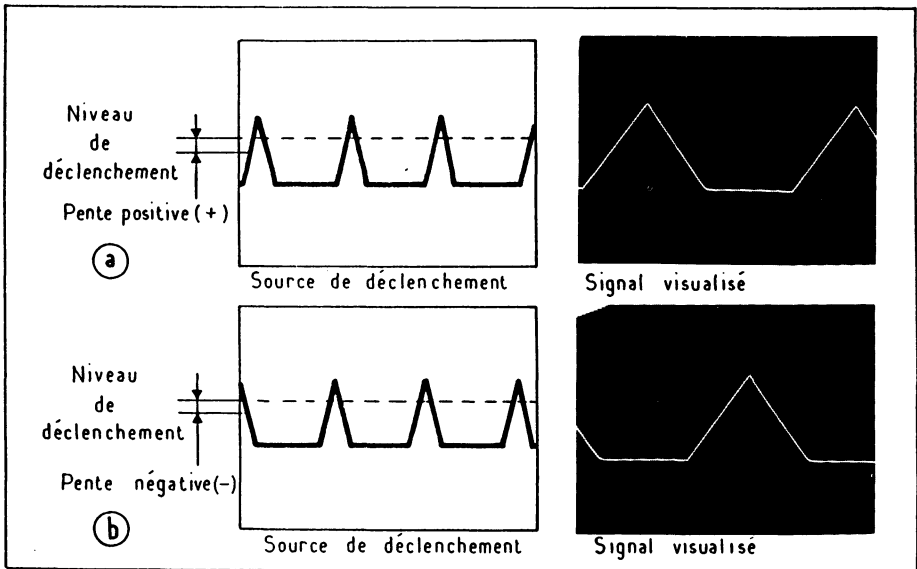 Niveau
de
déclenchement
Pente positive (+)
a
Source de déclenchement
Signal visualisé
Niveau
de
déclenchement
Pente négative (-)
b
Source de déclenchement
Signal visualisé